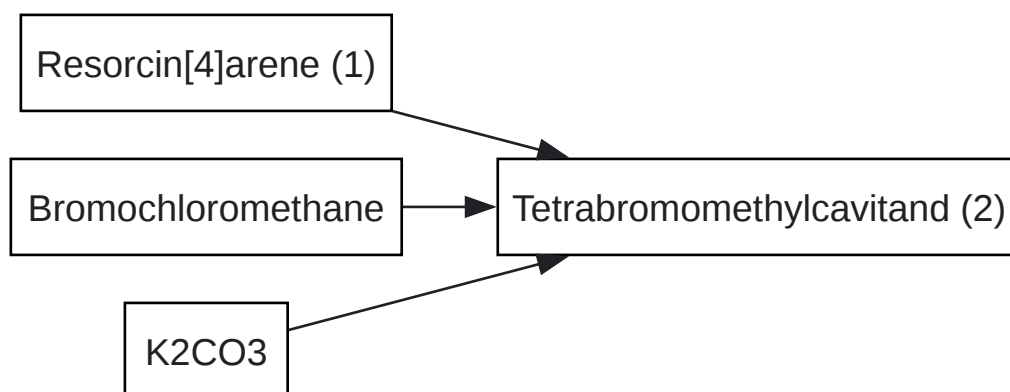 Resorcin[4]arene (1)
Bromochloromethane
Tetrabromomethylcavitand (2)
K2CO3